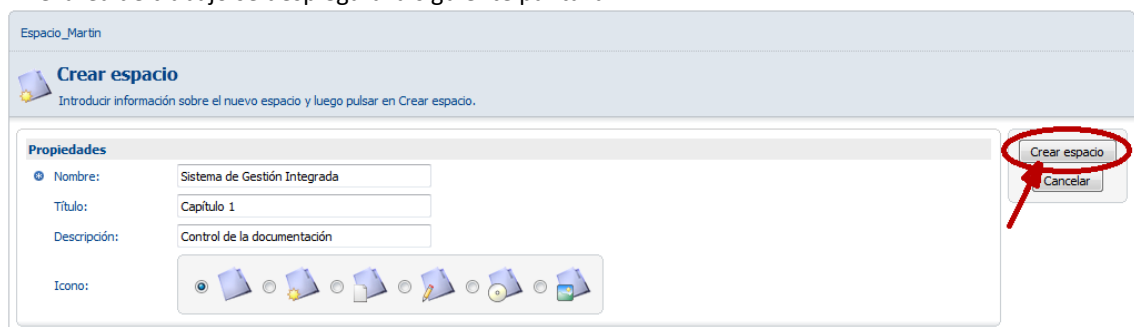 Espacio_Martin
Crear espacio
Introducir información sobre el nuevo espacio y luego pulsar en Crear espacio.
Propiedades
Nombre: Sistema de Gestión Integrada
Título: Capítulo 1
Descripción: Control de la documentación
Icono:
Crear espacio
Cancelar